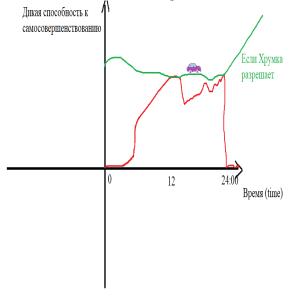 Дикая способность к
самосовершенствованию
Если Хрумка
разрешает
0
12
24:00
Время (time)